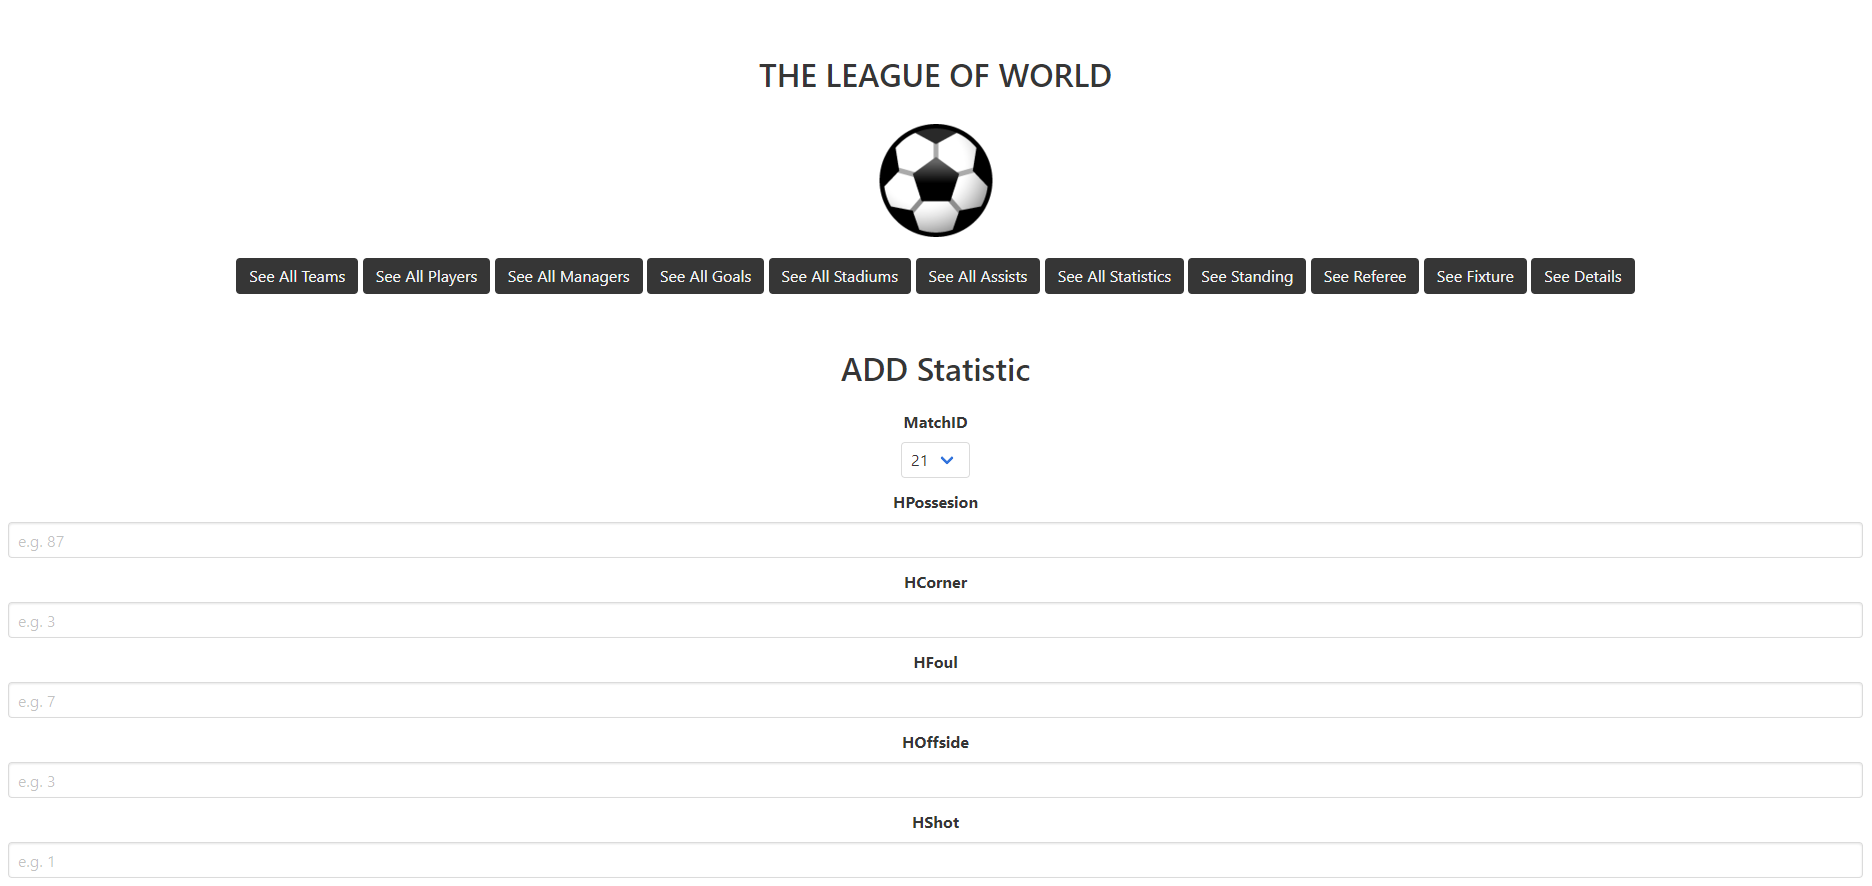 THE LEAGUE OF WORLD
See All Teams See All Players See All Managers See All Goals See All Stadiums See All Assists See All Statistics See Standing See Referee See Fixture See Details
ADD Statistic
MatchID
21
HPossesion
e.g. 87
HCorner
e.g. 3
HFoul
e.g. 7
HOffside
e.g. 3
HShot
e.g. 1